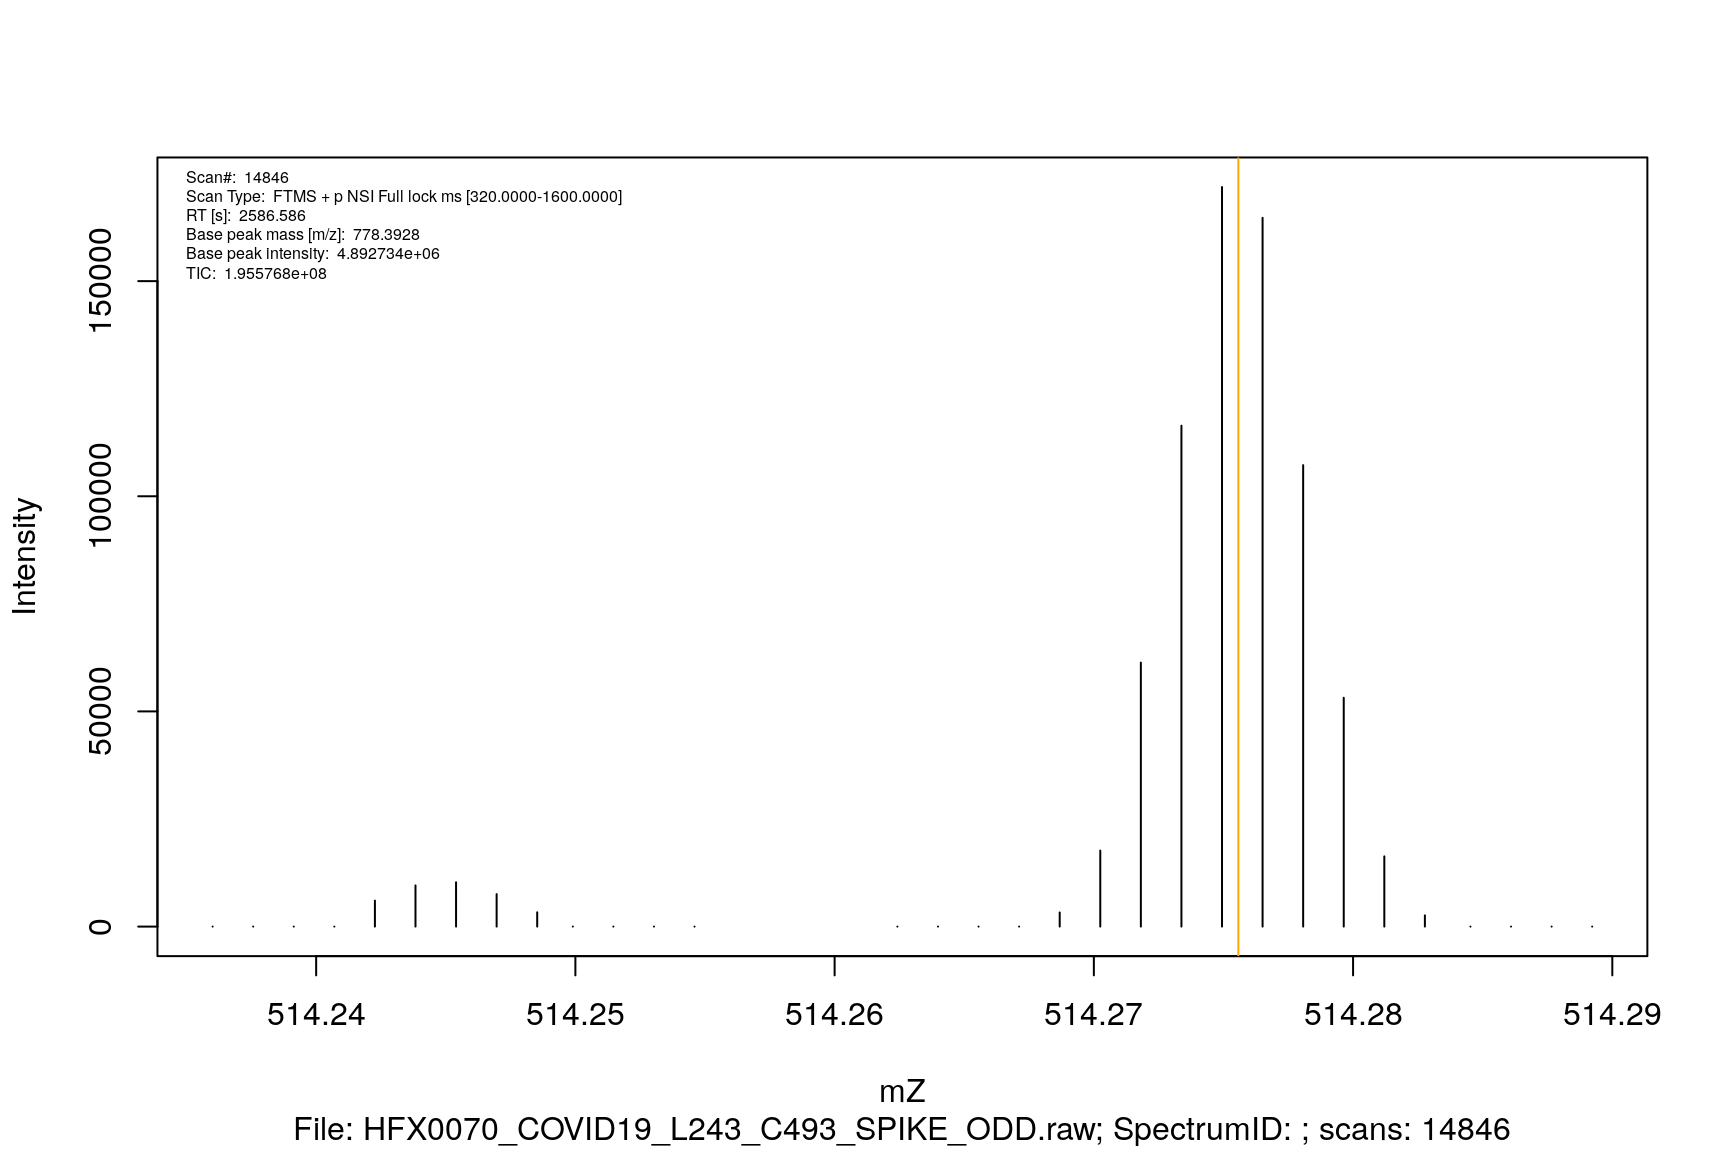 Scan#: 14846
Scan Type: FTMS + p NSI Full lock ms [320.0000-1600.0000]
RT [s]: 2586.586
Base peak mass [m/z]: 778.3928
Base peak intensity: 4.892734e+06
TIC: 1.955768e+08
150000
100000
50000
0
Intensity
514.24 514.25 514.26 514.27 514.28 514.29
mZ
File: HFX0070_COVID19_L243_C493_SPIKE_ODD.raw; SpectrumID: ; scans: 14846